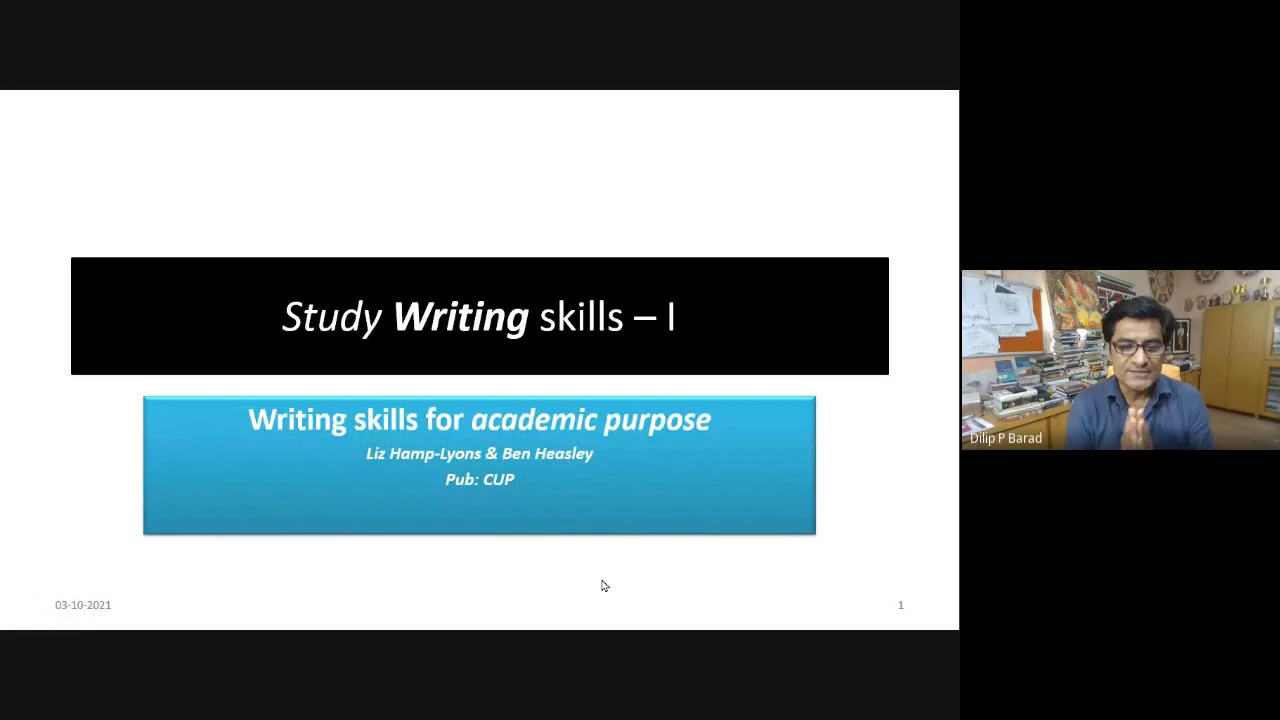 Study Writing skills – I
Writing skills for academic purpose
Liz Hamp-Lyons & Ben Heasley
Pub: CUP
03-10-2021
1
Dilip P Barad